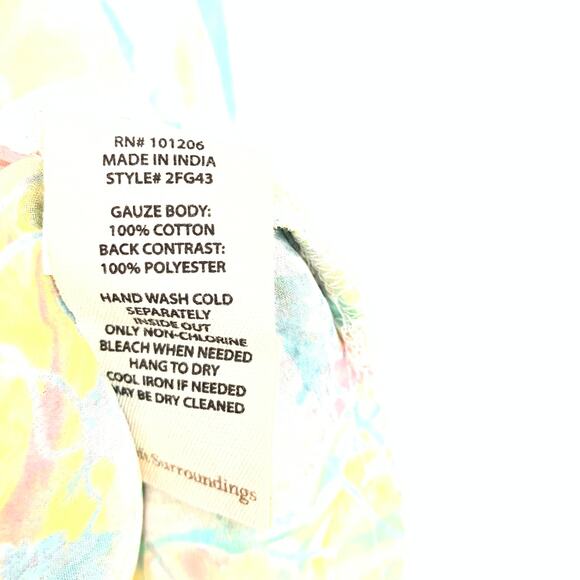 RN# 101206
MADE IN INDIA
STYLE# 2FG43
GAUZE BODY:
100% COTTON
BACK CONTRAST:
100% POLYESTER
HAND WASH COLD
SEPARATELY
INSIDE OUT
ONLY NON-CHLORINE
BLEACH WHEN NEEDED
HANG TO DRY
COOL IRON IF NEEDED
MAY BE DRY CLEANED
Surroundings